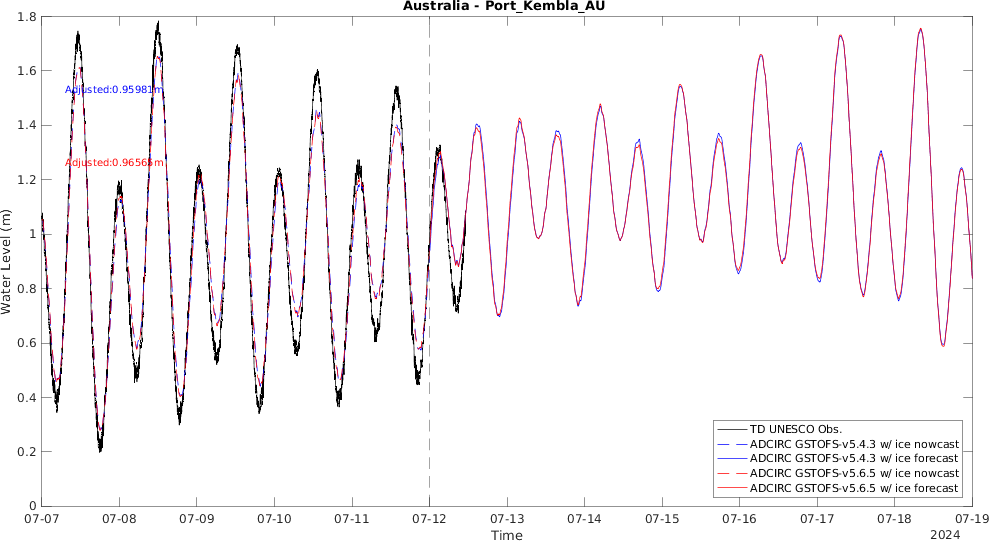 Australia - Port_Kembla_AU
1.8
1.6
1.4
1.2
1
0.8
0.6
0.4
0.2
0
Water Level (m)
Adjusted:0.95981m
Adjusted:0.96565m
TD UNESCO Obs.
ADCIRC GSTOFS-v5.4.3 w/ ice nowcast
ADCIRC GSTOFS-v5.4.3 w/ ice forecast
ADCIRC GSTOFS-v5.6.5 w/ ice nowcast
ADCIRC GSTOFS-v5.6.5 w/ ice forecast
07-07 07-08 07-09 07-10 07-11 07-12 07-13 07-14 07-15 07-16 07-17 07-18 07-19
Time
2024